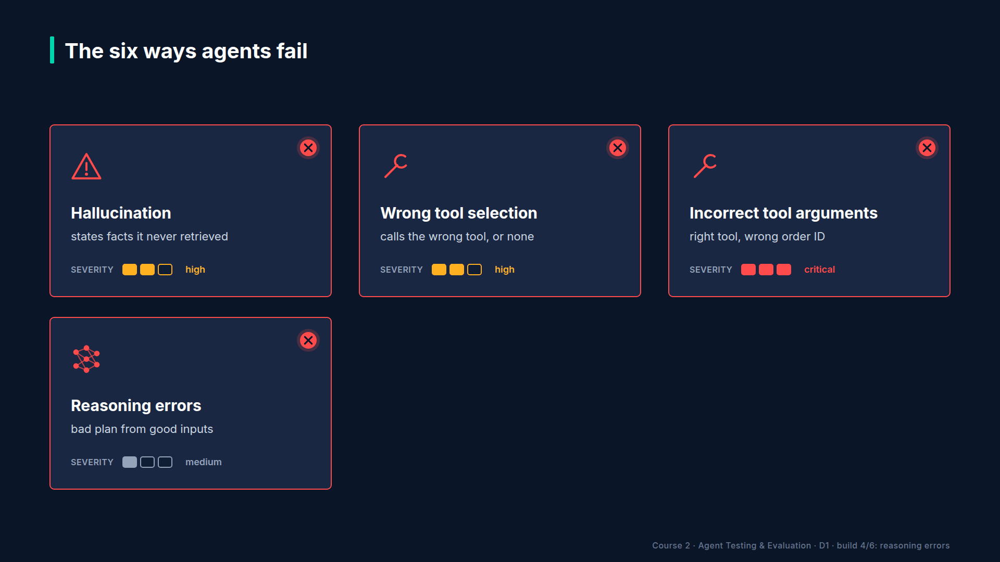 The six ways agents fail
Hallucination
states facts it never retrieved
SEVERITY high
Wrong tool selection
calls the wrong tool, or none
SEVERITY high
Incorrect tool arguments
right tool, wrong order ID
SEVERITY critical
Reasoning errors
bad plan from good inputs
SEVERITY medium
Course 2 · Agent Testing & Evaluation · D1 · build 4/6: reasoning errors